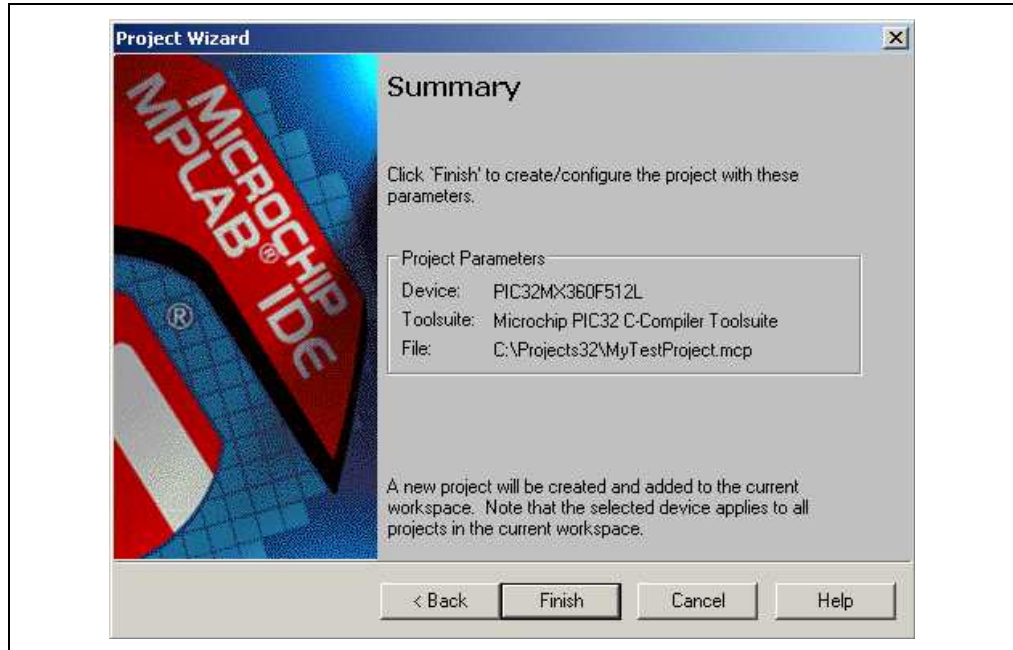 Project Wizard
MICROCHIP
MPLAB® IDE
®
Summary
Click `Finish' to create/configure the project with these
parameters.
Project Parameters
Device: PIC32MX360F512L
Toolsuite: Microchip PIC32 C-Compiler Toolsuite
File: C:\Projects32\MyTestProject.mcp
A new project will be created and added to the current
workspace. Note that the selected device applies to all
projects in the current workspace.
< Back Finish Cancel Help